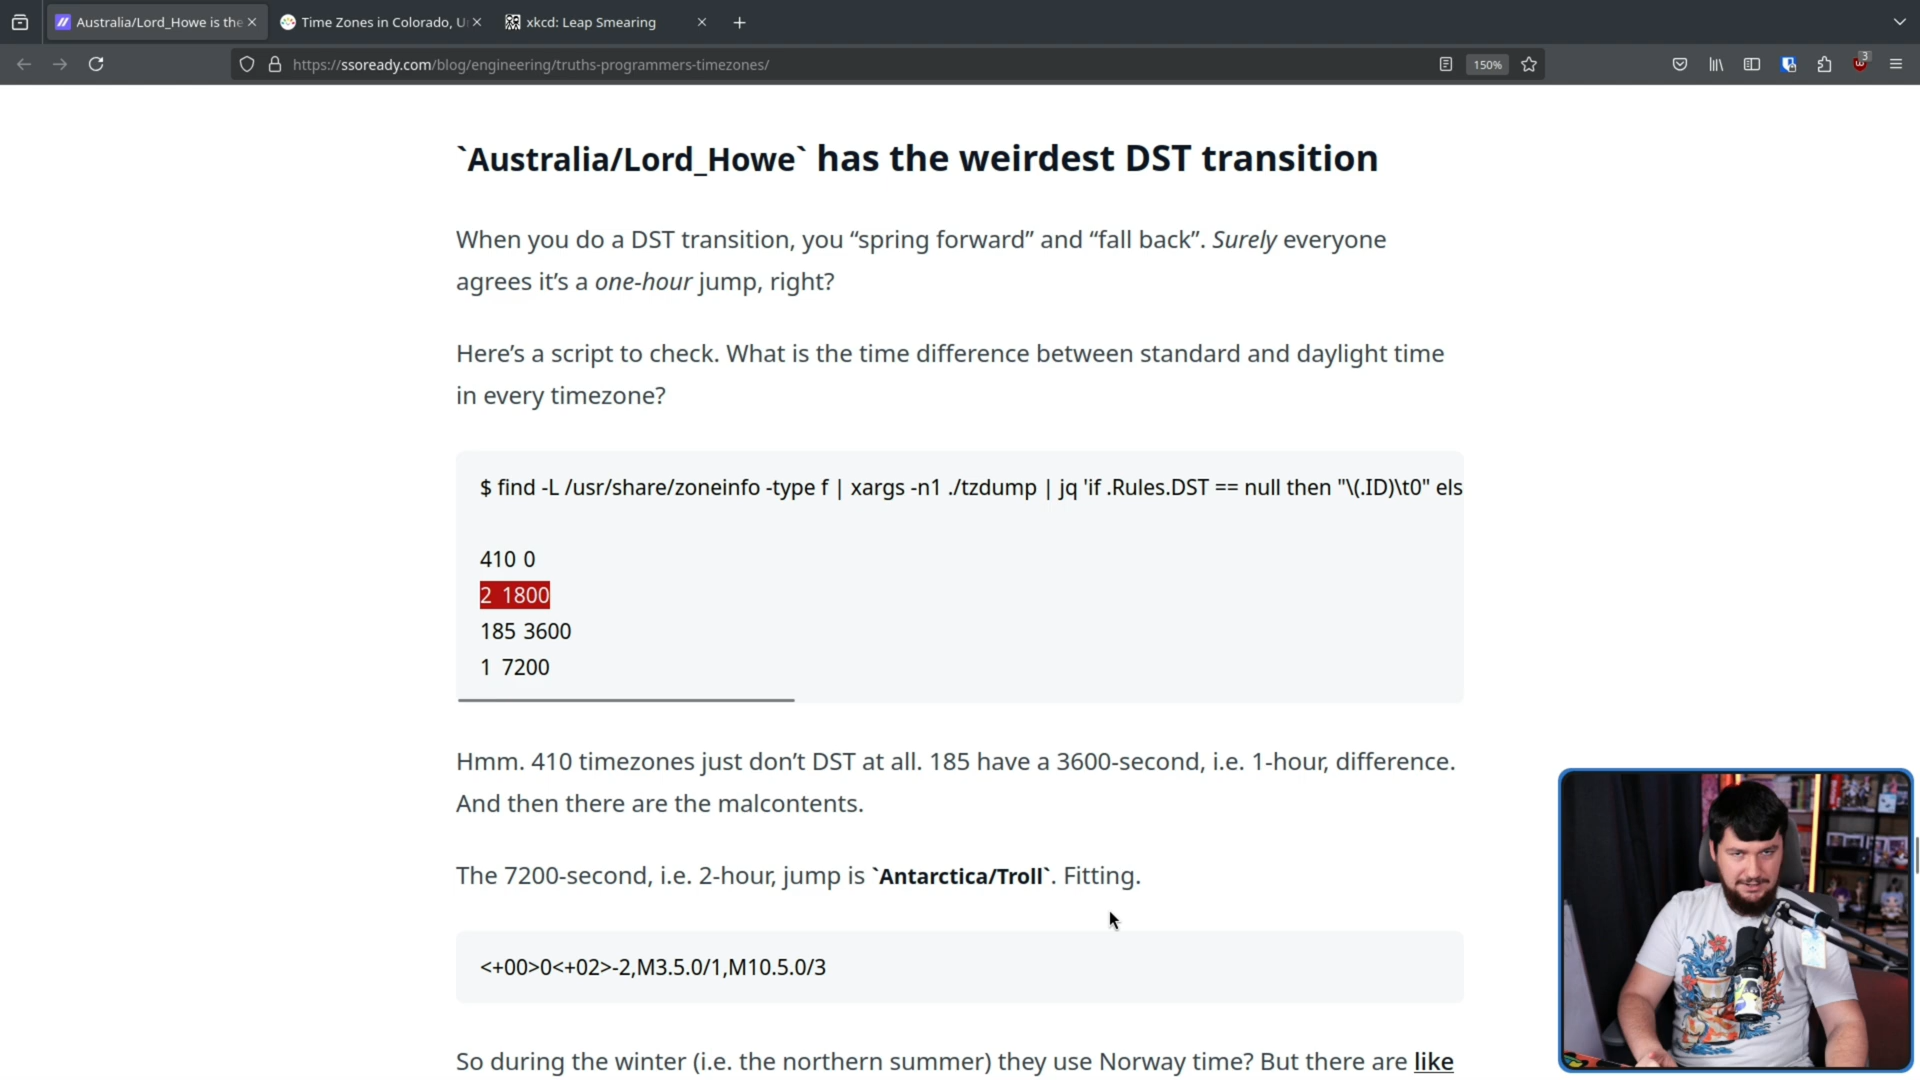 Australia/Lord_Howe is the
Time Zones in Colorado, U
xkcd: Leap Smearing
https://ssoready.com/blog/engineering/truths-programmers-timezones/
150%
3
`Australia/Lord_Howe` has the weirdest DST transition
When you do a DST transition, you “spring forward” and “fall back”. Surely everyone
agrees it’s a one-hour jump, right?
Here’s a script to check. What is the time difference between standard and daylight time
in every timezone?
$ find -L /usr/share/zoneinfo -type f | xargs -n1 ./tzdump | jq 'if .Rules.DST == null then "\(.ID)\t0" els
410 0
2 1800
185 3600
1 7200
Hmm. 410 timezones just don’t DST at all. 185 have a 3600-second, i.e. 1-hour, difference.
And then there are the malcontents.
The 7200-second, i.e. 2-hour, jump is `Antarctica/Troll`. Fitting.
<+00>0<+02>-2,M3.5.0/1,M10.5.0/3
So during the winter (i.e. the northern summer) they use Norway time? But there are like